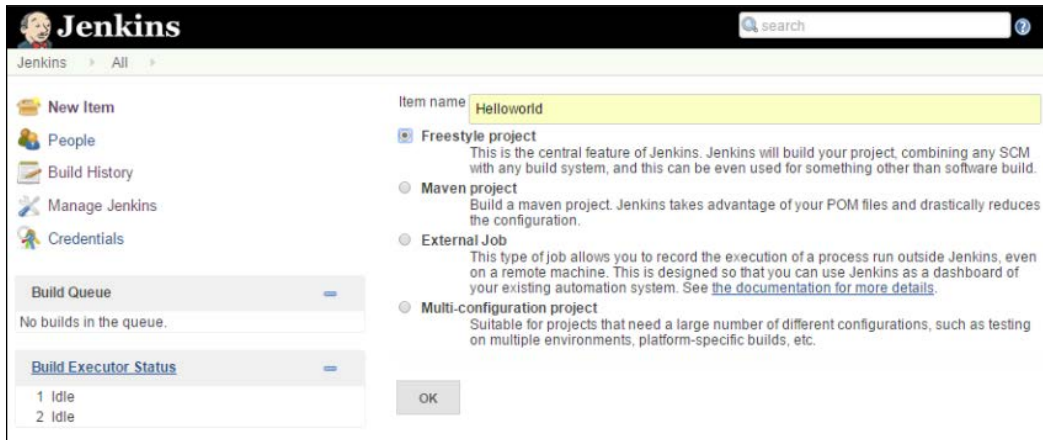 Jenkins
search
Jenkins
All
New Item
People
Build History
Manage Jenkins
Credentials
Build Queue
No builds in the queue.
Build Executor Status
1 Idle
2 Idle
Item name Helloworld
Freestyle project
This is the central feature of Jenkins. Jenkins will build your project, combining any SCM
with any build system, and this can be even used for something other than software build.
Maven project
Build a maven project. Jenkins takes advantage of your POM files and drastically reduces
the configuration.
External Job
This type of job allows you to record the execution of a process run outside Jenkins, even
on a remote machine. This is designed so that you can use Jenkins as a dashboard of
your existing automation system. See the documentation for more details.
Multi-configuration project
Suitable for projects that need a large number of different configurations, such as testing
on multiple environments, platform-specific builds, etc.
OK